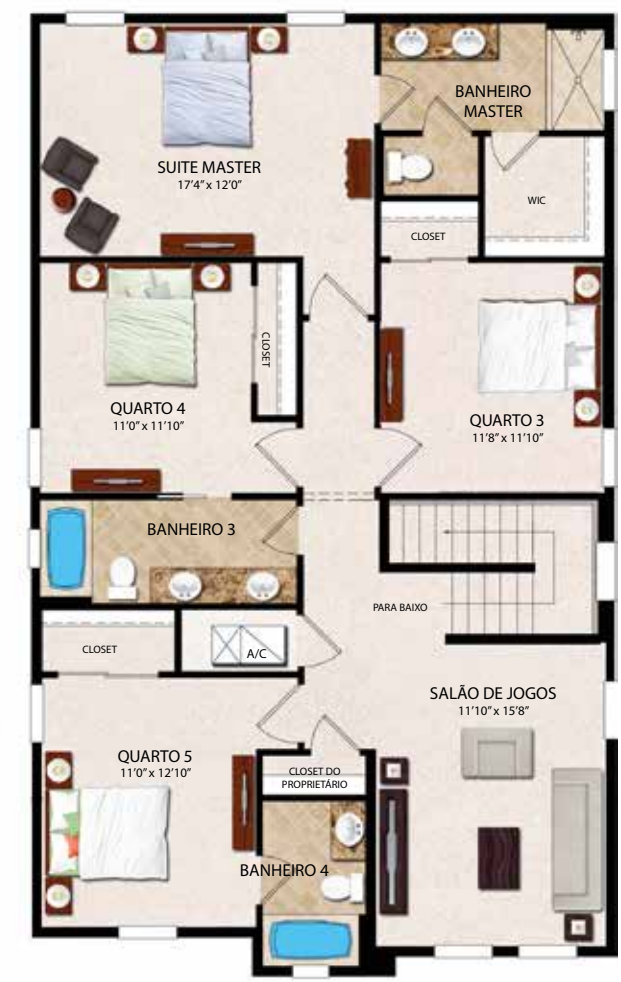 BANHEIRO
MASTER
SUITE MASTER
17'4" x 12'0"
WIC
CLOSET
CLOSET
QUARTO 4
11'0" x 11'10"
QUARTO 3
11'8" x 11'10"
BANHEIRO 3
PARA BAIXO
CLOSET
A/C
SALÃO DE JOGOS
11'10" x 15'8"
QUARTO 5
11'0" x 12'10"
CLOSET DO
PROPRIETÁRIO
BANHEIRO 4